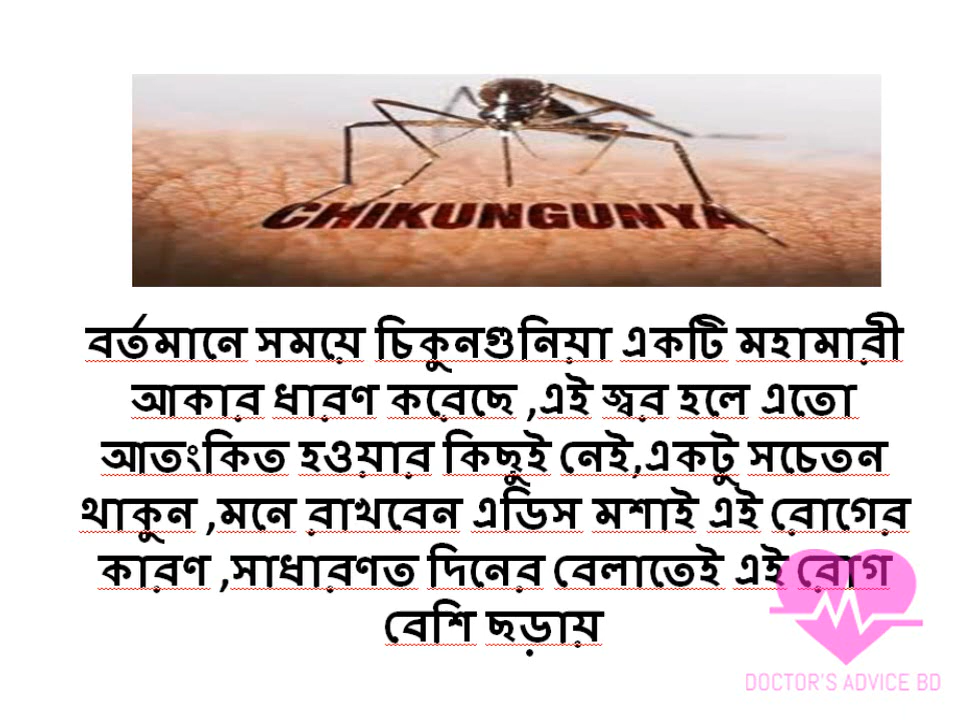 CHIKUNGUNYA
বর্তমানে সময়ে চিকুনগুনিয়া একটি মহামারী
আকার ধারণ করেছে ,এই জ্বর হলে এতো
আতংকিত হওয়ার কিছুই নেই,একটু সচেতন
থাকুন ,মনে রাখবেন এডিস মশাই এই রোগের
কারণ ,সাধারণত দিনের বেলাতেই এই রোগ
বেশি ছড়ায়
DOCTOR'S ADVICE BD